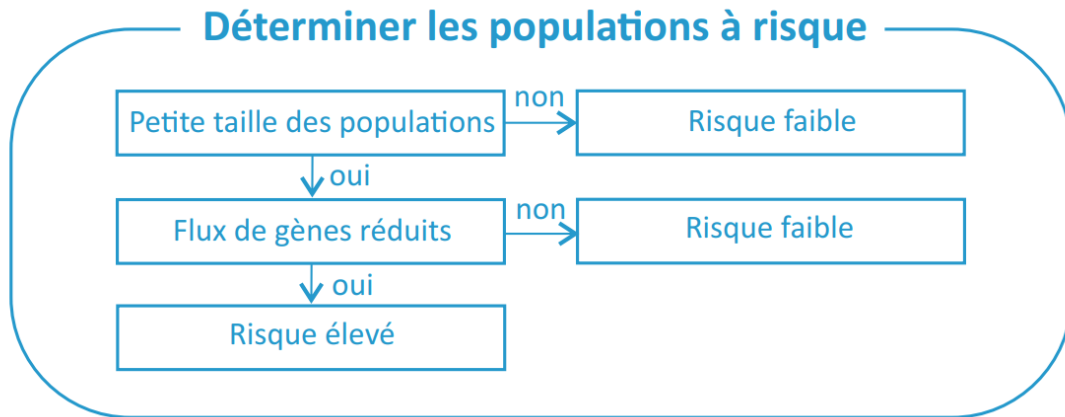 Déterminer les populations à risque
Petite taille des populations
non
Risque faible
oui
Flux de gènes réduits
non
Risque faible
oui
Risque élevé